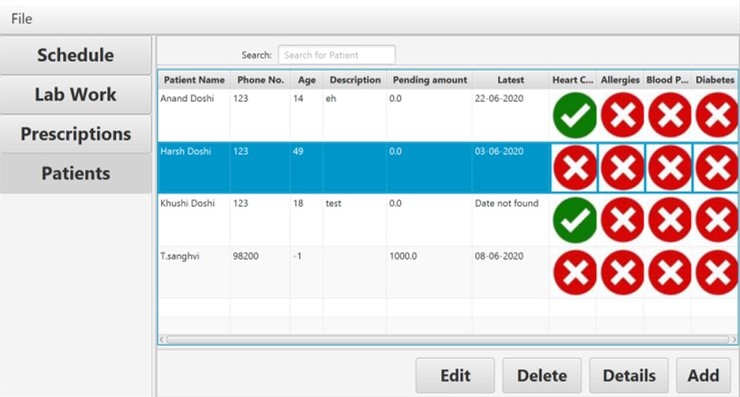 File
Schedule
Lab Work
Prescriptions
Patients
Search: Search for Patient
Patient Name Phone No. Age Description Pending amount Latest Heart C... Allergies Blood P... Diabetes
Anand Doshi 123 14 eh 0.0 22-06-2020
Harsh Doshi 123 49 0.0 03-06-2020
Khushi Doshi 123 18 test 0.0 Date not found
T.sanghvi 98200 -1 1000.0 08-06-2020
Edit Delete Details Add